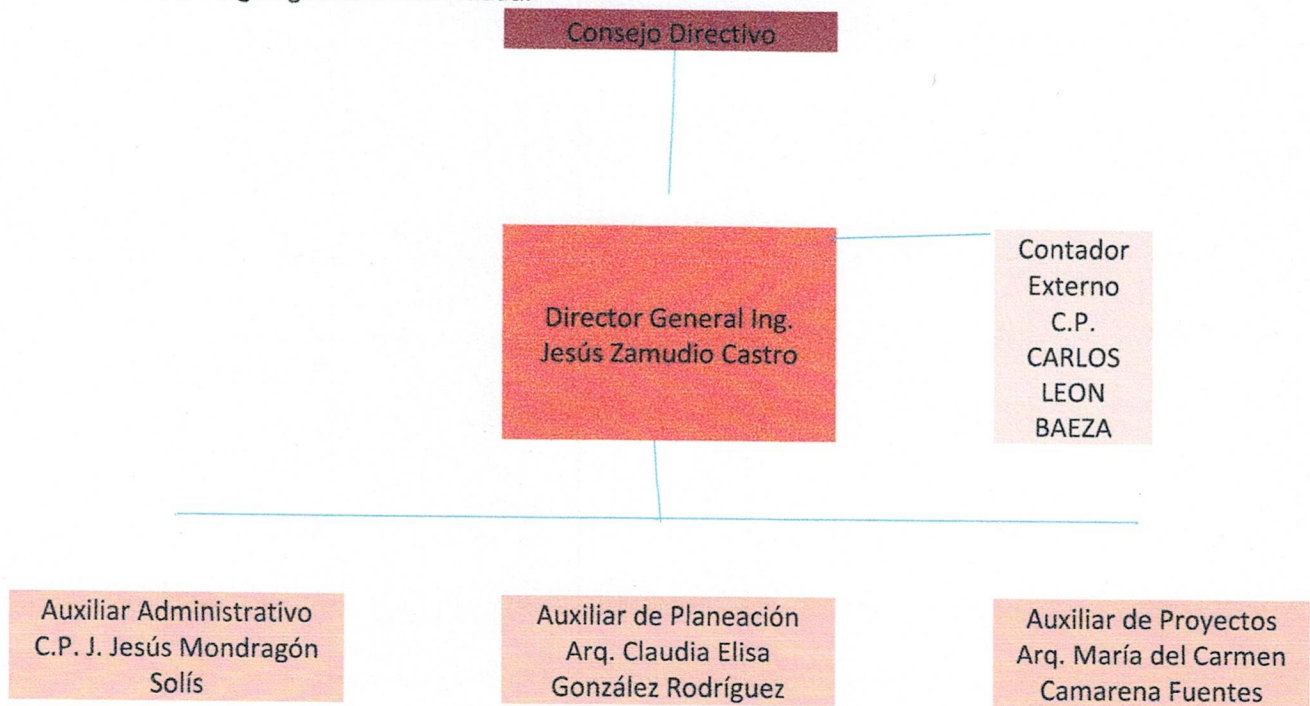 Consejo Directivo
Director General Ing.
Jesús Zamudio Castro
Contador
Externo
C.P.
CARLOS
LEON
BAEZA
Auxiliar Administrativo
C.P. J. Jesús Mondragón
Solís
Auxiliar de Planeación
Arq. Claudia Elisa
González Rodríguez
Auxiliar de Proyectos
Arq. María del Carmen
Camarena Fuentes